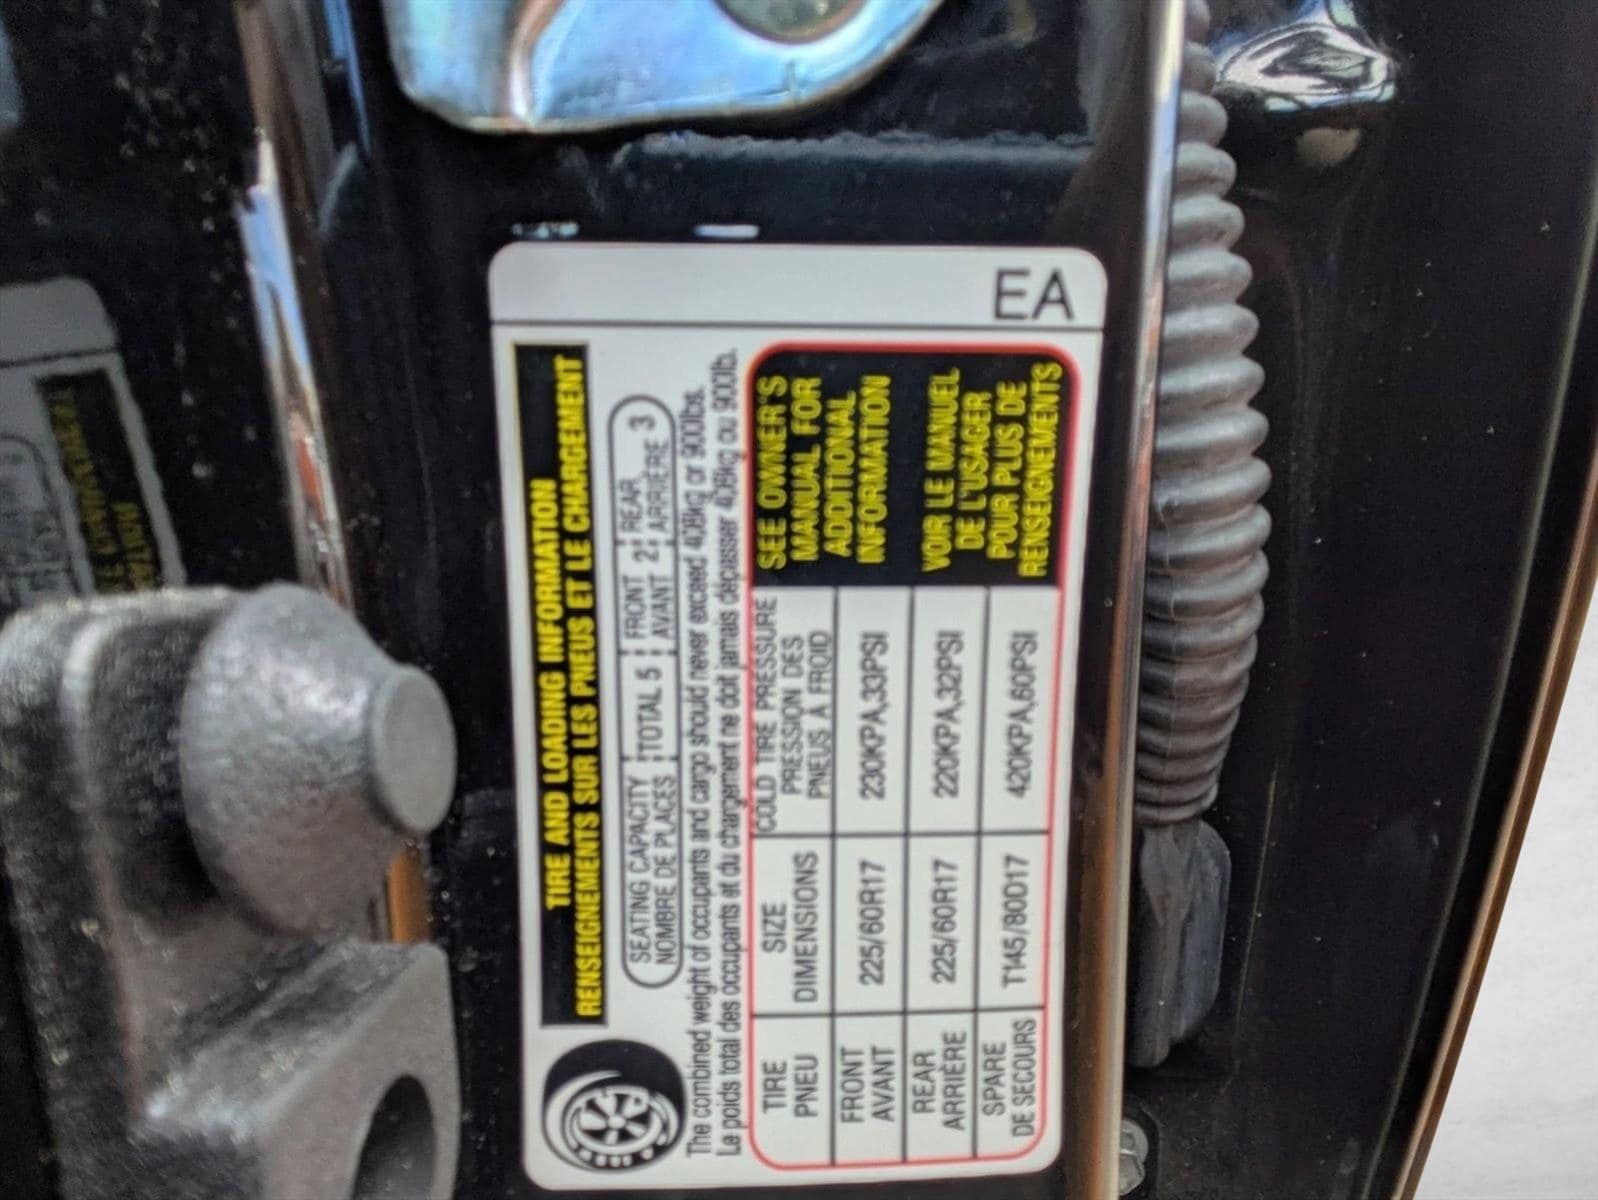 EA
TIRE AND LOADING INFORMATION
RENSEIGNEMENTS SUR LES PNEUS ET LE CHARGEMENT
SEATING CAPACITY TOTAL 5 FRONT 2 REAR 3
NOMBRE DE PLACES AVANT ARRIÈRE
The combined weight of occupants and cargo should never exceed 408kg or 900lbs.
Le poids total des occupants et du chargement ne doit jamais dépasser 408kg ou 900lb.
TIRE SIZE COLD TIRE PRESSURE
PNEU DIMENSIONS PRESSION DES
PNEUS A FROID
FRONT 225/60R17 230KPA,33PSI
AVANT
REAR 225/60R17 220KPA,32PSI
ARRIÈRE
SPARE T145/80D17 420KPA,60PSI
DE SECOURS
SEE OWNER'S
MANUAL FOR
ADDITIONAL
INFORMATION
VOIR LE MANUEL
DE L'USAGER
POUR PLUS DE
RENSEIGNEMENTS